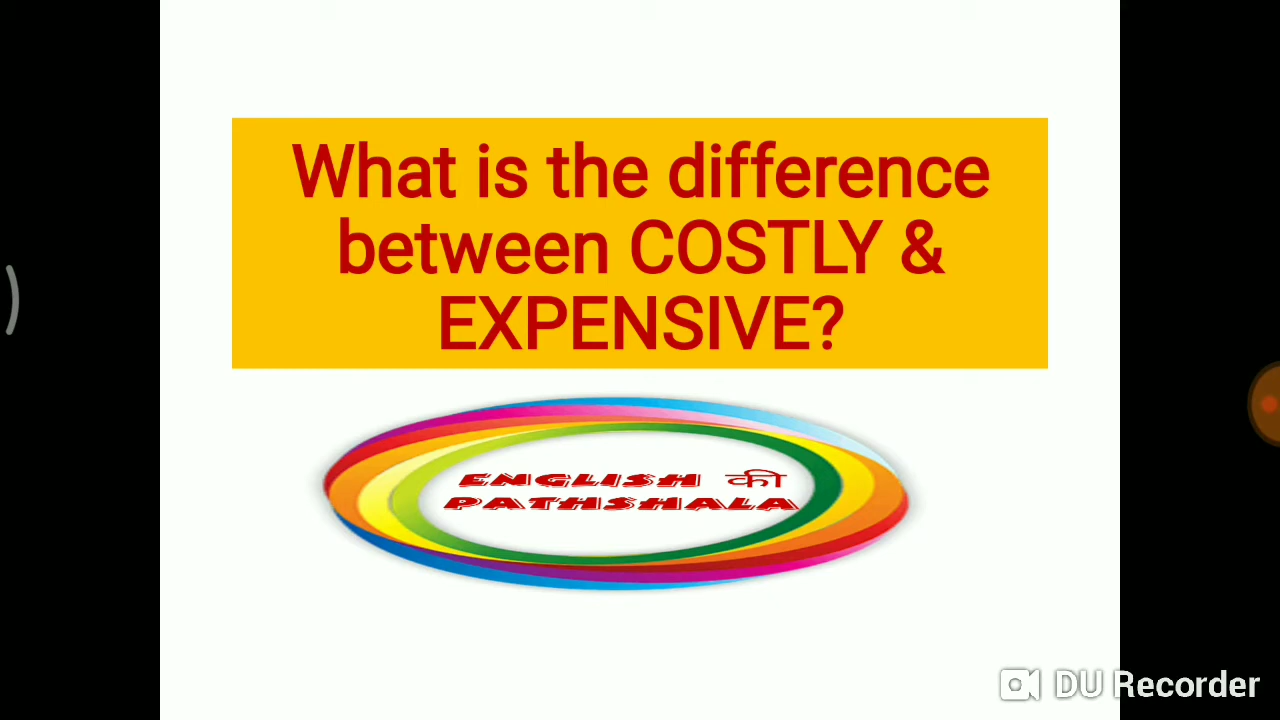 What is the difference
between COSTLY &
EXPENSIVE?
ENGLISH की
PATHSHALA
DU Recorder